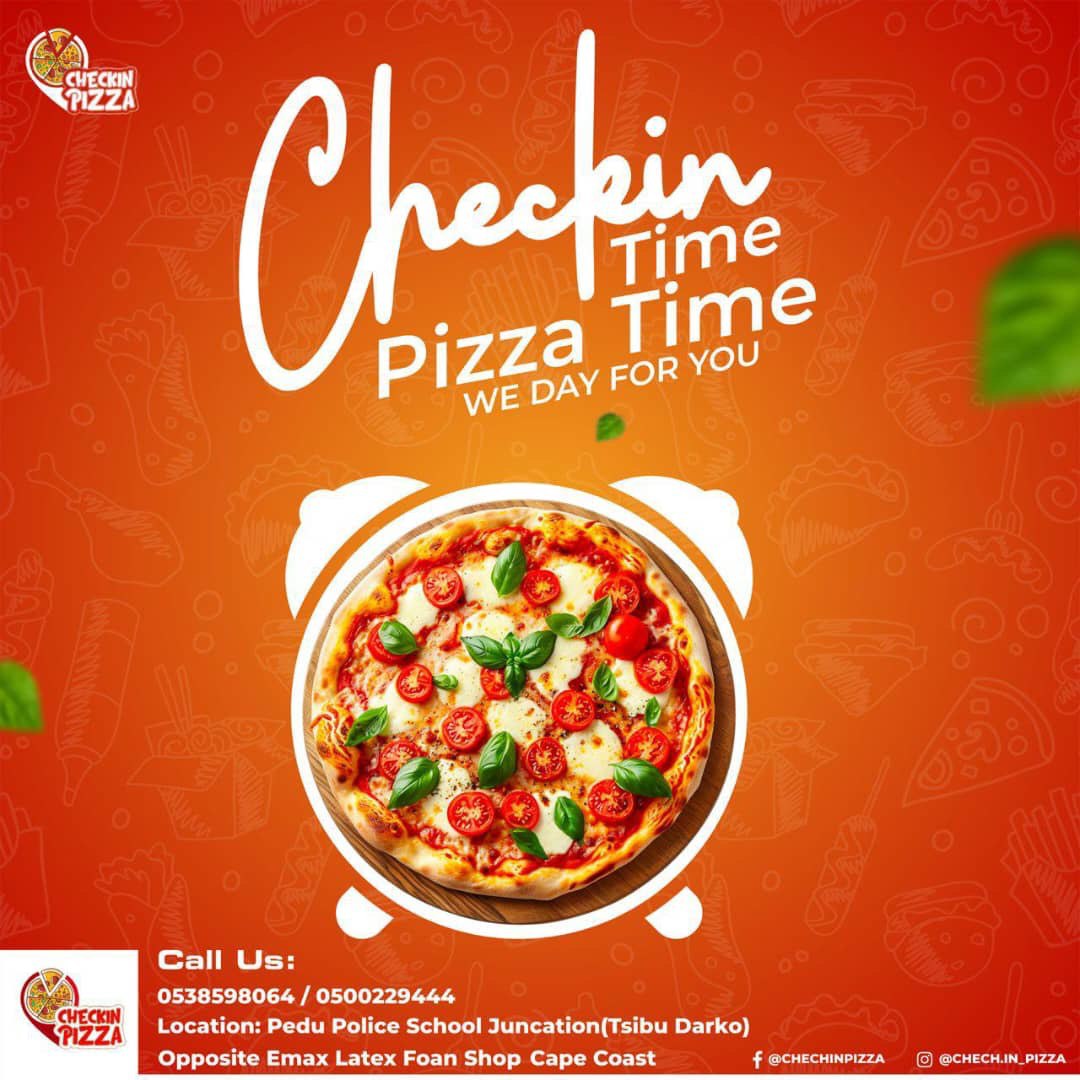 CHECKIN
PIZZA
Checkin
Time
Pizza Time
WE DAY FOR YOU
Call Us:
0538598064 / 0500229444
Location: Pedu Police School Juncation(Tsibu Darko)
Opposite Emax Latex Foan Shop Cape Coast
@CHECHINPIZZA
@CHECH.IN_PIZZA
CHECKIN
PIZZA